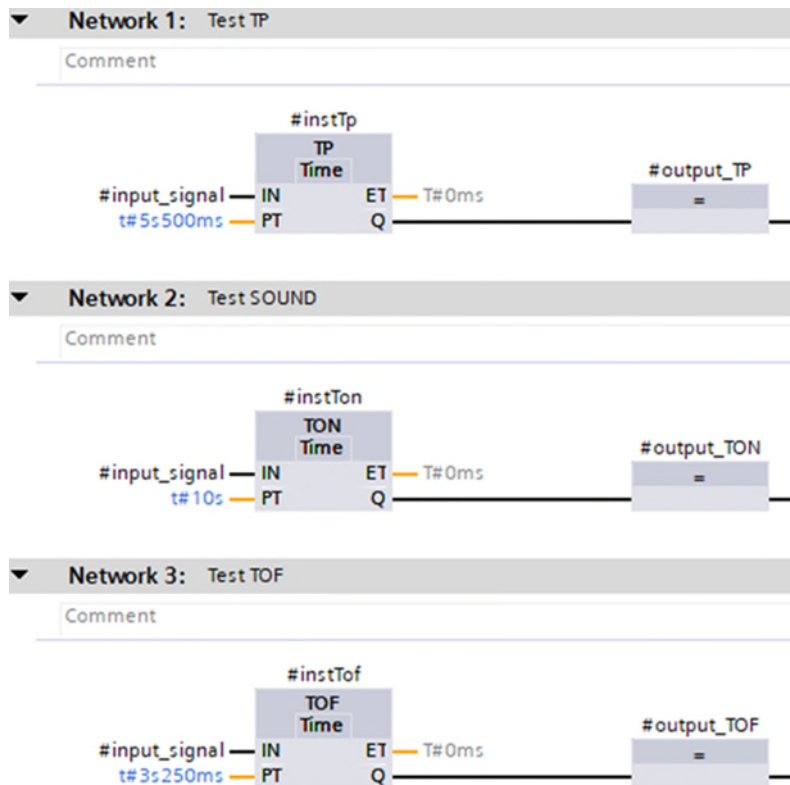 Network 1: Test TP
Comment
#instTp
TP
Time
#output_TP
#input_signal IN ET T#0ms =
t#5s500ms PT Q
Network 2: Test SOUND
Comment
#instTon
TON
Time
#output_TON
#input_signal IN ET T#0ms =
t#10s PT Q
Network 3: Test TOF
Comment
#instTof
TOF
Time
#output_TOF
#input_signal IN ET T#0ms =
t#3s250ms PT Q